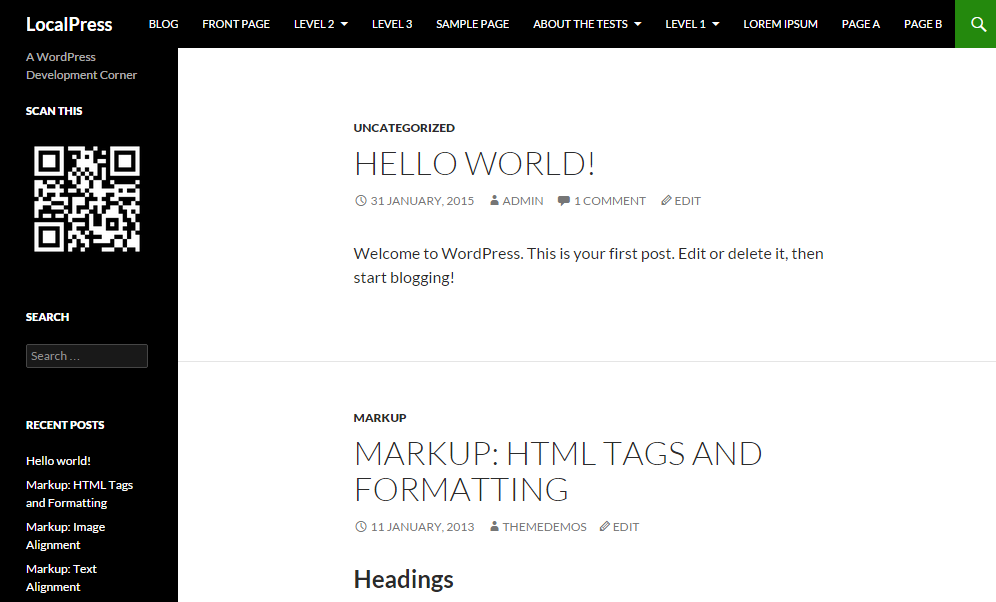 LocalPress
BLOG FRONT PAGE LEVEL 2 LEVEL 3 SAMPLE PAGE ABOUT THE TESTS LEVEL 1 LOREM IPSUM PAGE A PAGE B
A WordPress
Development Corner
SCAN THIS
SEARCH
Search …
RECENT POSTS
Hello world!
Markup: HTML Tags
and Formatting
Markup: Image
Alignment
Markup: Text
Alignment
UNCATEGORIZED
HELLO WORLD!
31 JANUARY, 2015 ADMIN 1 COMMENT EDIT
Welcome to WordPress. This is your first post. Edit or delete it, then
start blogging!
MARKUP
MARKUP: HTML TAGS AND
FORMATTING
11 JANUARY, 2013 THEMEDEMOS EDIT
Headings